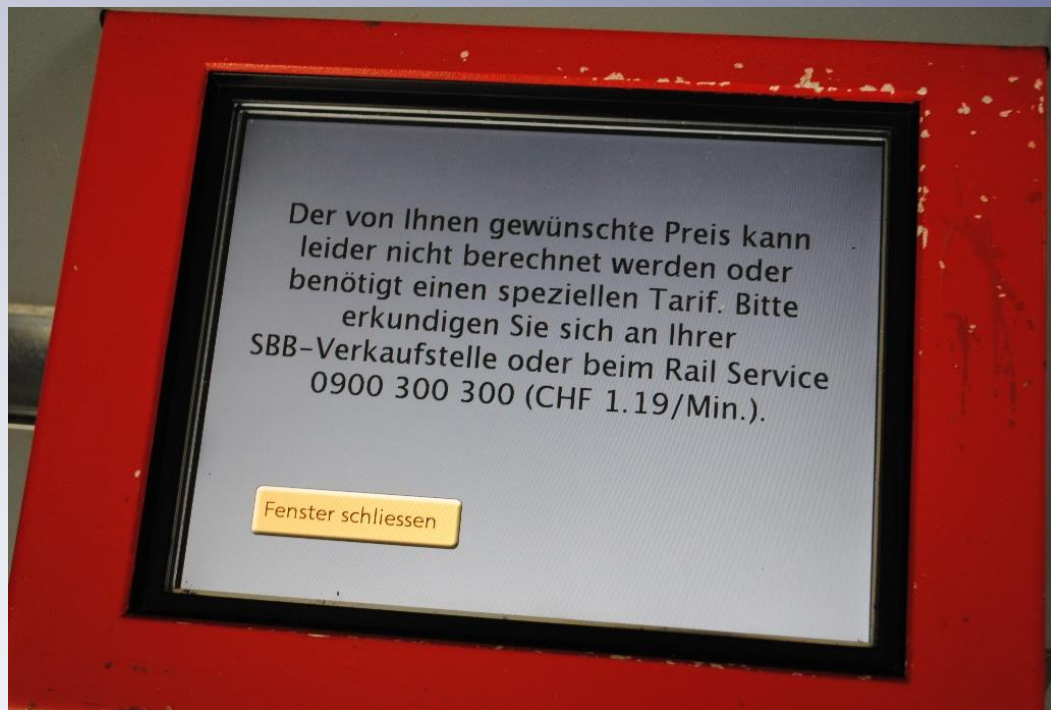 Der von Ihnen gewünschte Preis kann
leider nicht berechnet werden oder
benötigt einen speziellen Tarif. Bitte
erkundigen Sie sich an Ihrer
SBB-Verkaufstelle oder beim Rail Service
0900 300 300 (CHF 1.19/Min.).
Fenster schliessen